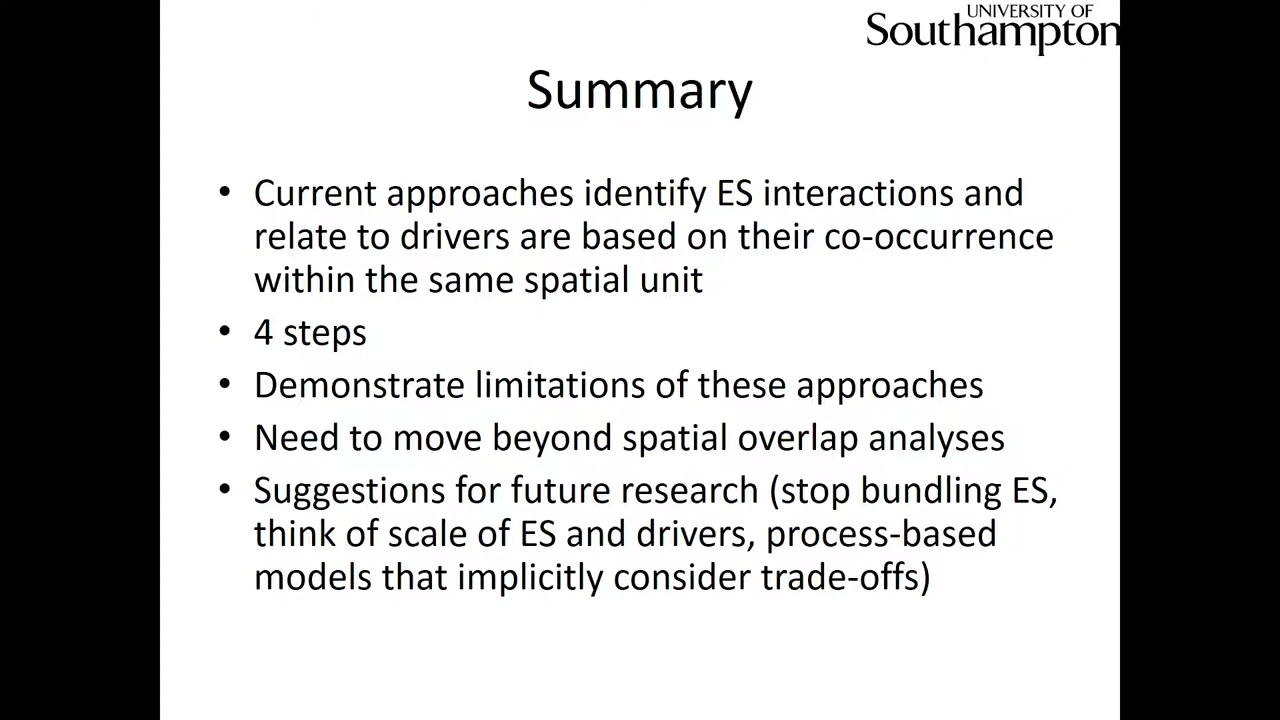 UNIVERSITY OF
Southampton
Summary
• Current approaches identify ES interactions and
relate to drivers are based on their co-occurrence
within the same spatial unit
• 4 steps
• Demonstrate limitations of these approaches
• Need to move beyond spatial overlap analyses
• Suggestions for future research (stop bundling ES,
think of scale of ES and drivers, process-based
models that implicitly consider trade-offs)